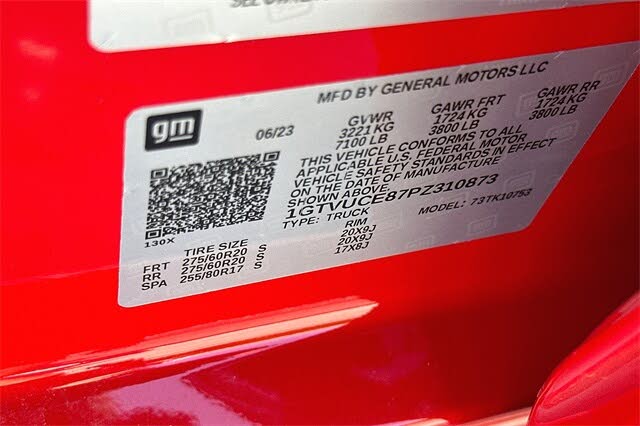 MFD BY GENERAL MOTORS LLC
gm
06/23
GVWR GAWR FRT GAWR RR
3221 KG 1724 KG 1724 KG
7100 LB 3800 LB 3800 LB
THIS VEHICLE CONFORMS TO ALL
APPLICABLE U.S. FEDERAL MOTOR
VEHICLE SAFETY STANDARDS IN EFFECT
ON THE DATE OF MANUFACTURE
SHOWN ABOVE.
1GTVUCE87PZ310873
TYPE: TRUCK MODEL: 73TK10753
130X
TIRE SIZE RIM
FRT 275/60R20 S 20X9J
RR 275/60R20 S 20X9J
SPA 255/80R17 S 17X8J